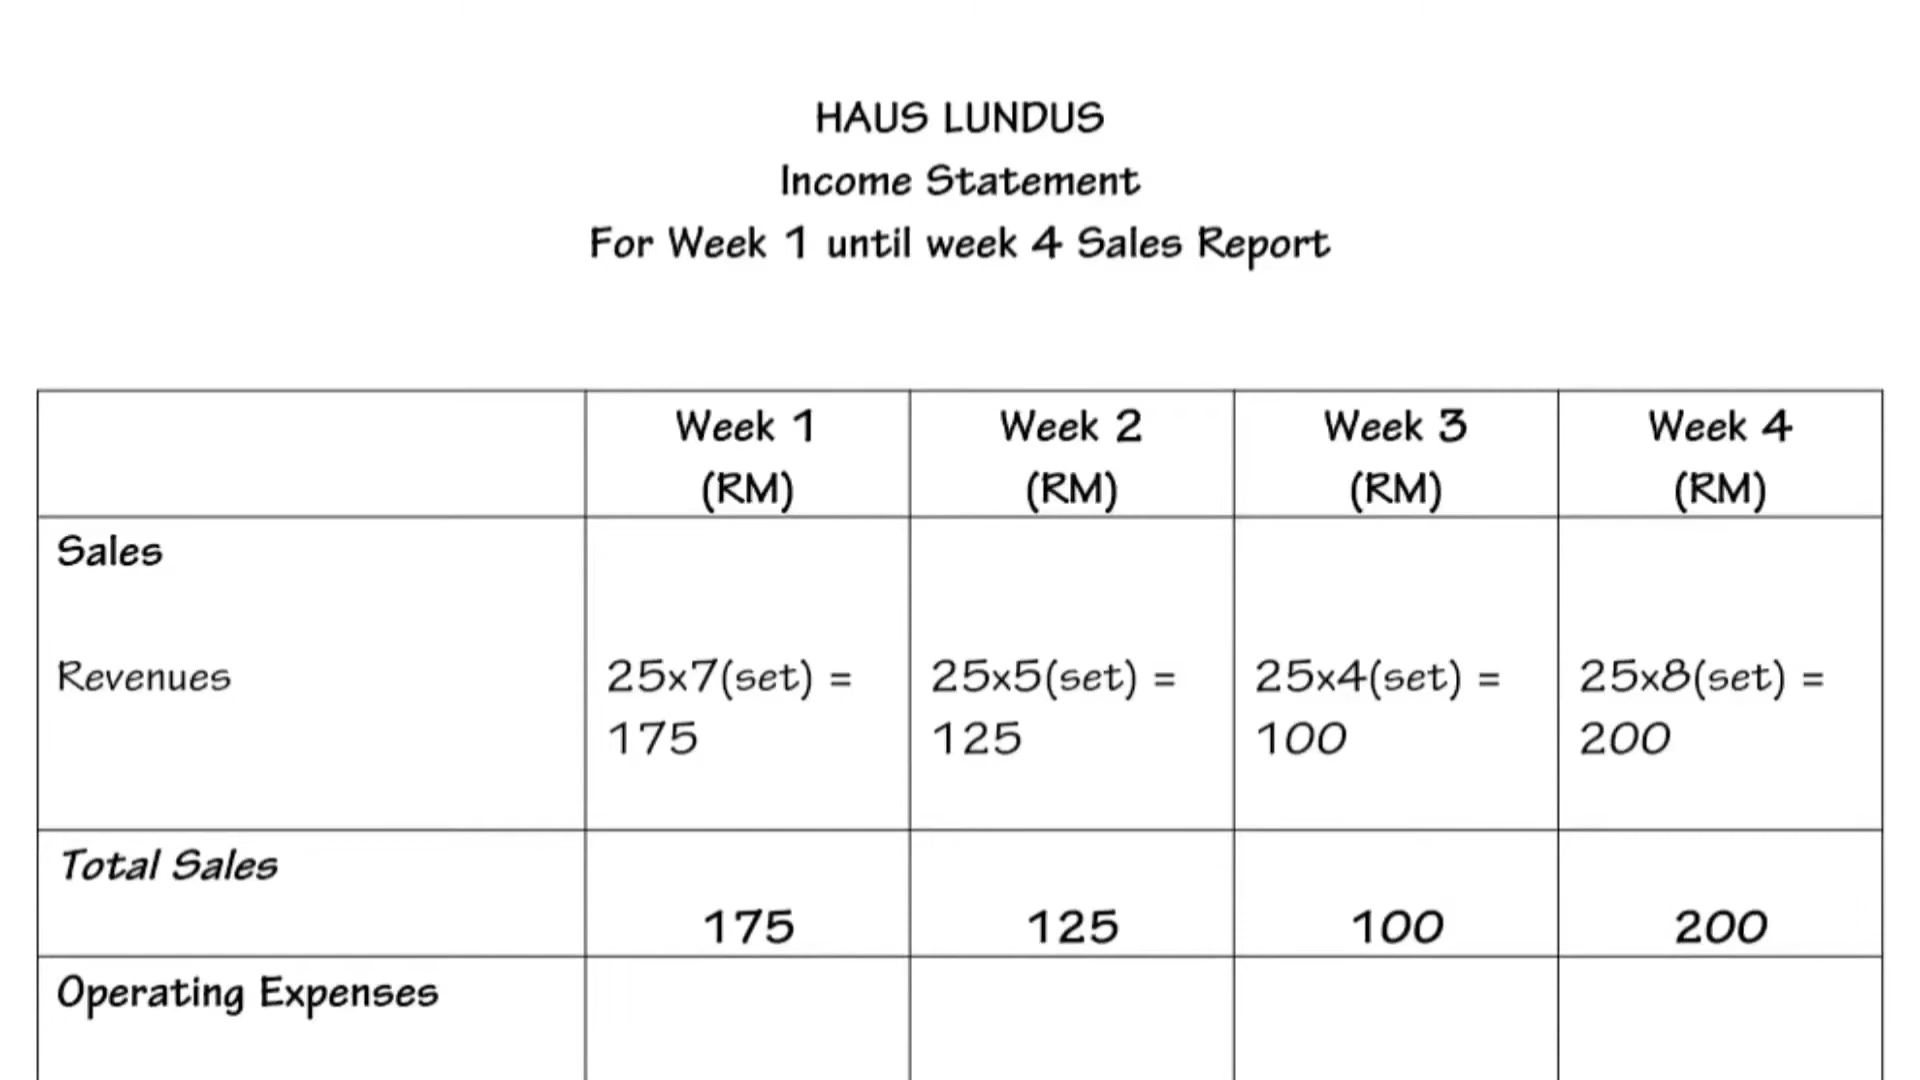 HAUS LUNDUS
Income Statement
For Week 1 until week 4 Sales Report
Week 1 Week 2 Week 3 Week 4
(RM) (RM) (RM) (RM)
Sales
Revenues 25x7(set) = 25x5(set) = 25x4(set) = 25x8(set) =
175 125 100 200
Total Sales
175 125 100 200
Operating Expenses